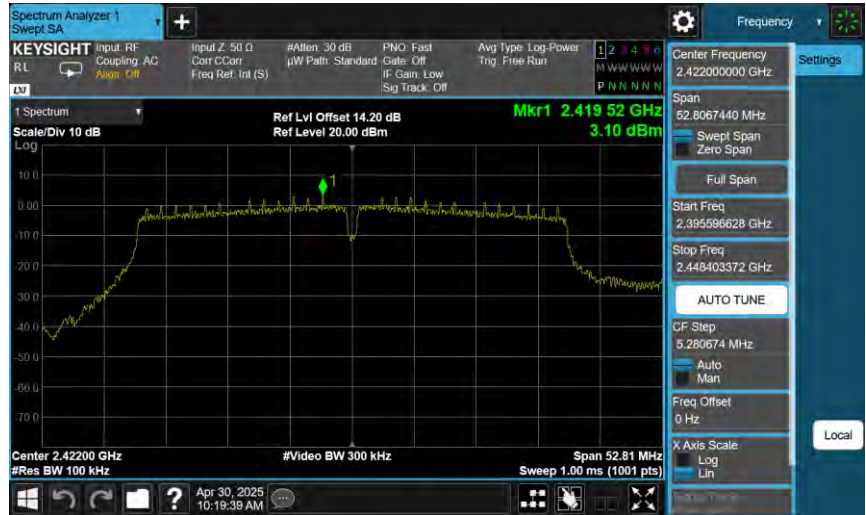 Spectrum Analyzer 1
Swept SA
+
Frequency
KEYSIGHT
RL
LXI
Input: RF
Coupling: AC
Align: Off
Input Z: 50 Ω
Corr CCorr
Freq Ref: Int (S)
#Atten: 30 dB
µW Path: Standard
PNO: Fast
Gate: Off
IF Gain: Low
Sig Track: Off
Avg Type: Log-Power
Trig: Free Run
1 2 3 4 5 6
M W W W W W
P N N N N N
1 Spectrum
Scale/Div 10 dB
Log
Ref Lvl Offset 14.20 dB
Ref Level 20.00 dBm
Mkr1 2.419 52 GHz
3.10 dBm
1
10.0
0.00
-10.0
-20.0
-30.0
-40.0
-50.0
-60.0
-70.0
Center 2.42200 GHz
#Res BW 100 kHz
#Video BW 300 kHz
Span 52.81 MHz
Sweep 1.00 ms (1001 pts)
Center Frequency
2.422000000 GHz
Settings
Span
52.8067440 MHz
Swept Span
Zero Span
Full Span
Start Freq
2.395596628 GHz
Stop Freq
2.448403372 GHz
AUTO TUNE
CF Step
5.280674 MHz
Auto
Man
Freq Offset
0 Hz
X Axis Scale
Log
Lin
Local
?
Apr 30, 2025
10:19:39 AM